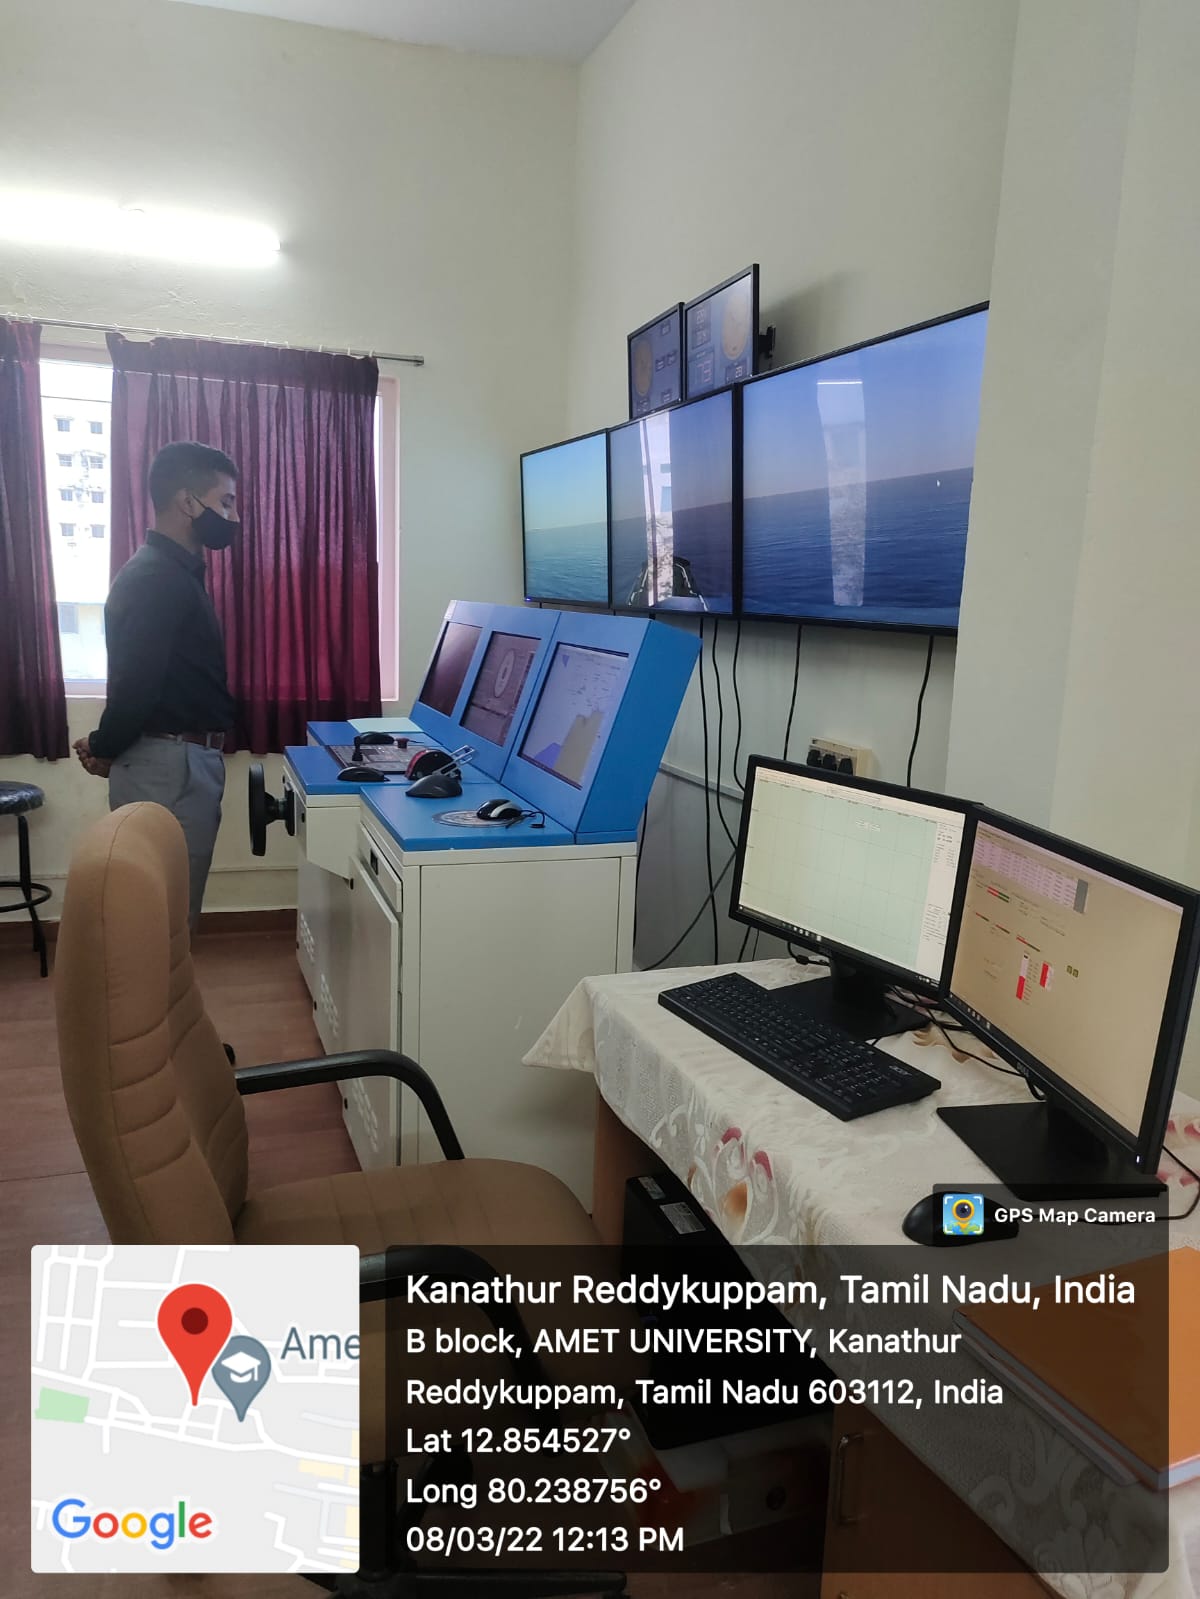 GPS Map Camera
Ame
Google
Kanathur Reddykuppam, Tamil Nadu, India
B block, AMET UNIVERSITY, Kanathur
Reddykuppam, Tamil Nadu 603112, India
Lat 12.854527°
Long 80.238756°
08/03/22 12:13 PM